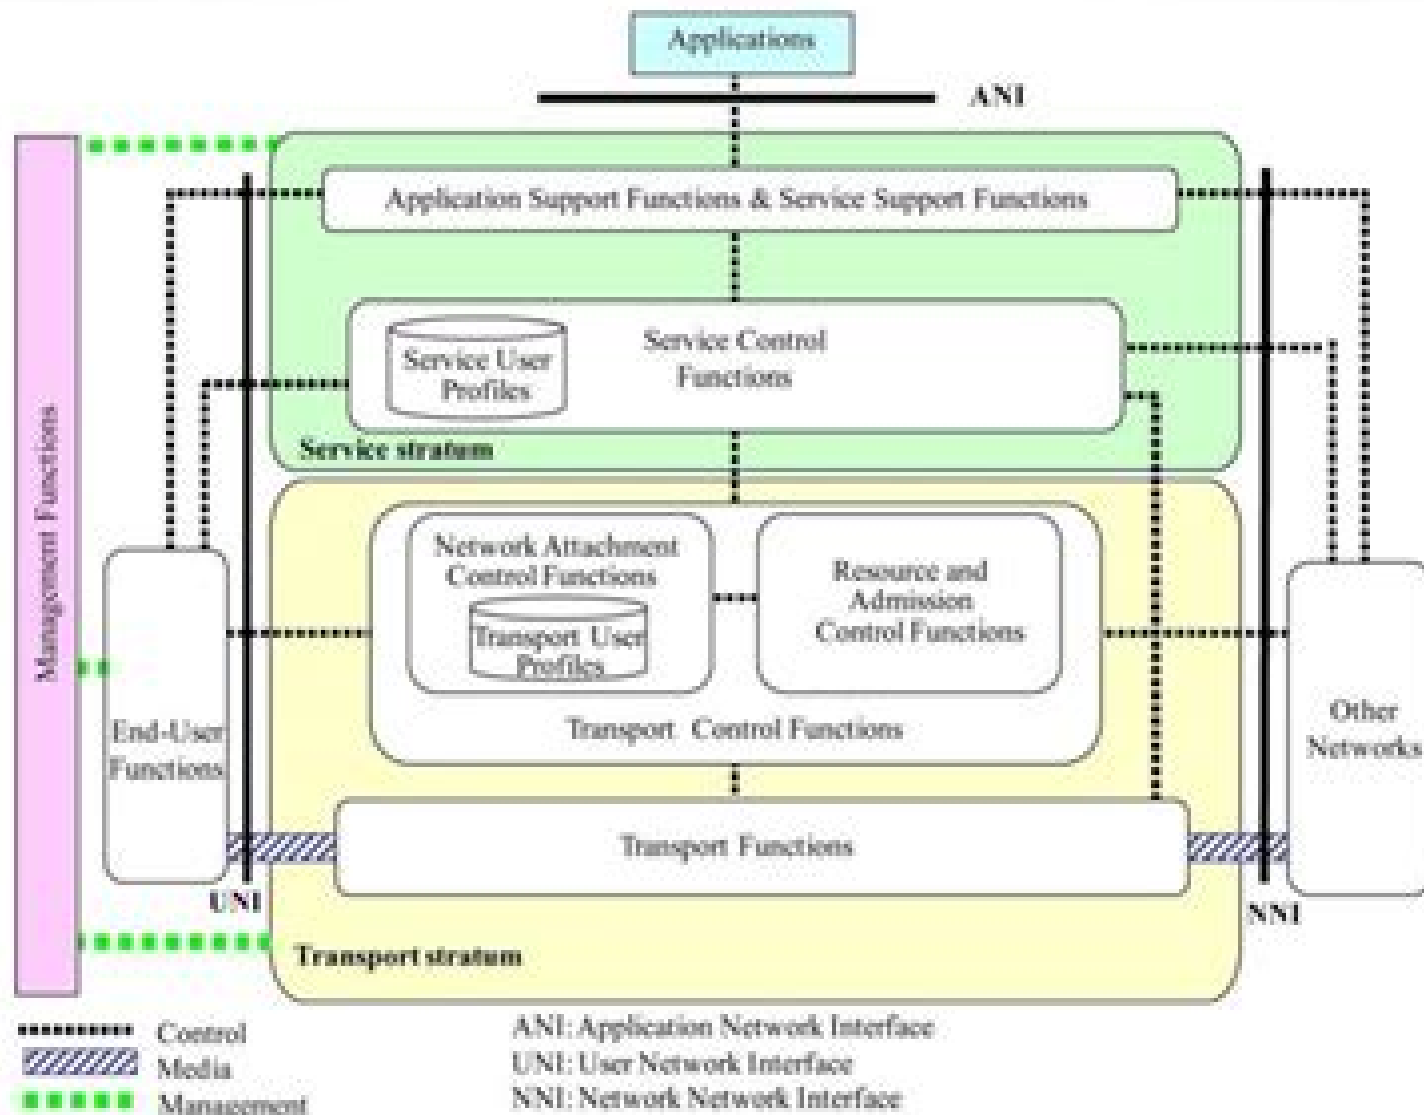 Applications
ANI
Application Support Functions & Service Support Functions
Service User
Profiles
Service Control
Functions
Service stratum
Management Functions
Network Attachment
Control Functions
Transport User
Profiles
Resource and
Admission
Control Functions
Transport Control Functions
End-User
Functions
Other
Networks
Transport Functions
UNI
NNI
Transport stratum
Control
Media
Management
ANI: Application Network Interface
UNI: User Network Interface
NNI: Network Network Interface